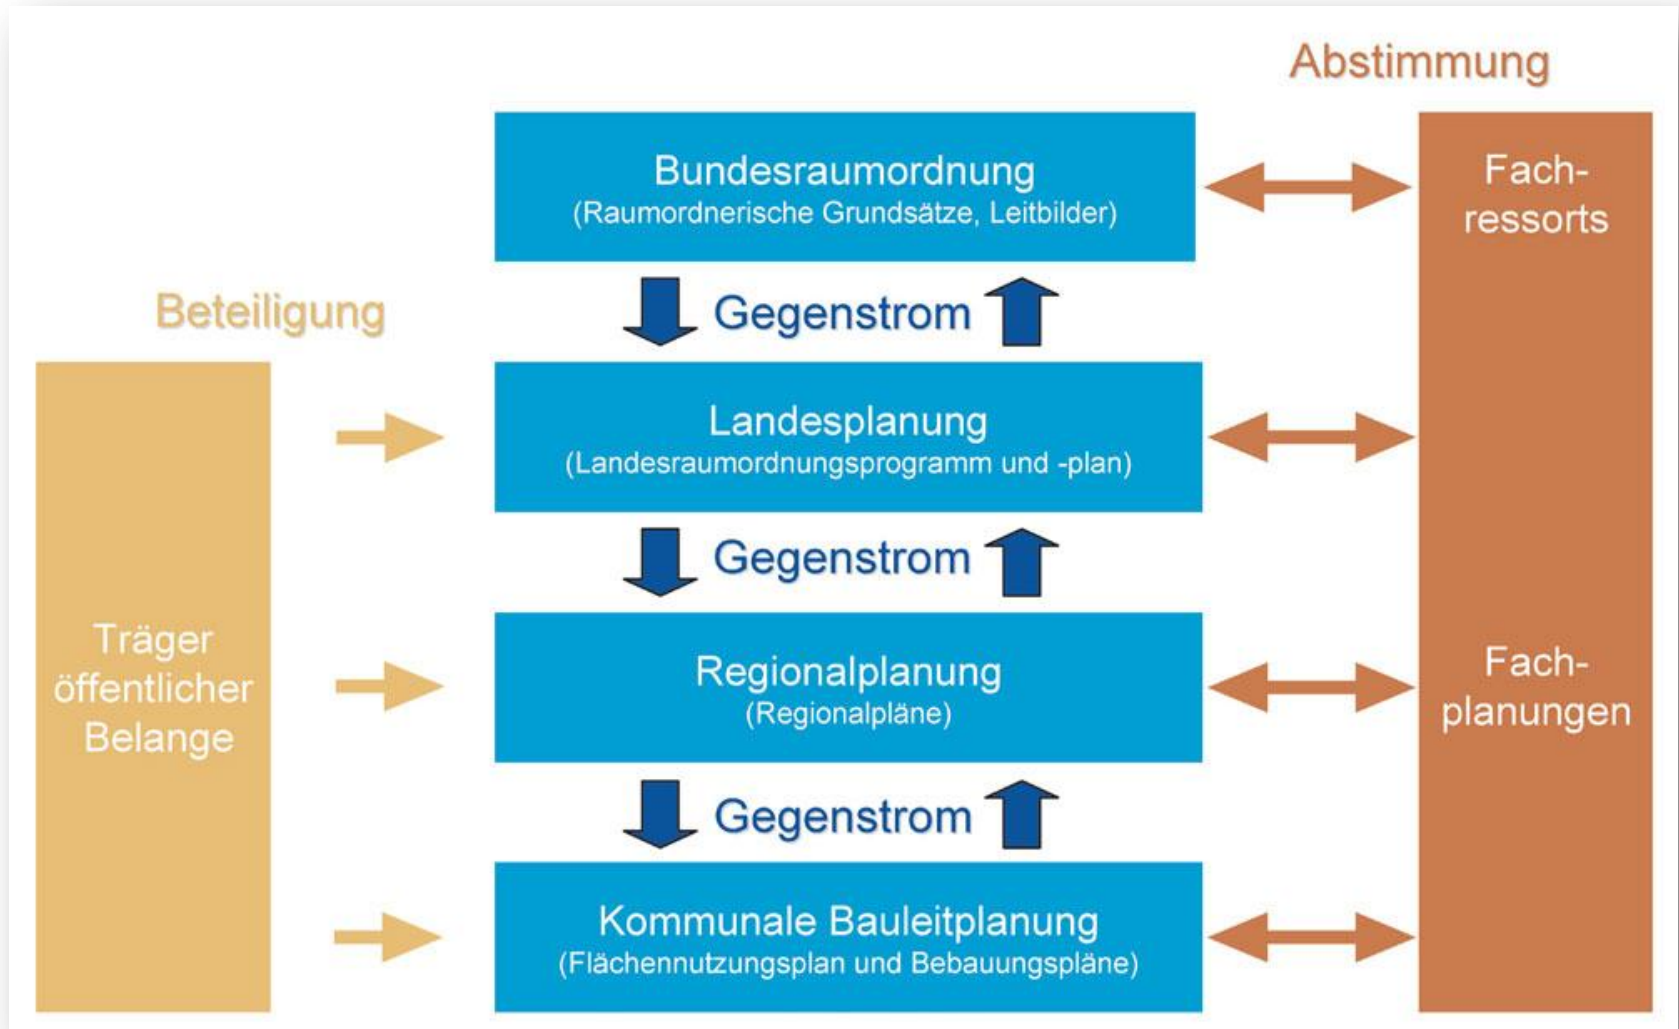 Abstimmung
Bundesraumordnung
(Raumordnerische Grundsätze, Leitbilder)
Fach-
ressorts
Beteiligung
Gegenstrom
Landesplanung
(Landesraumordnungsprogramm und -plan)
Gegenstrom
Träger
öffentlicher
Belange
Regionalplanung
(Regionalpläne)
Fach-
planungen
Gegenstrom
Kommunale Bauleitplanung
(Flächennutzungsplan und Bebauungspläne)